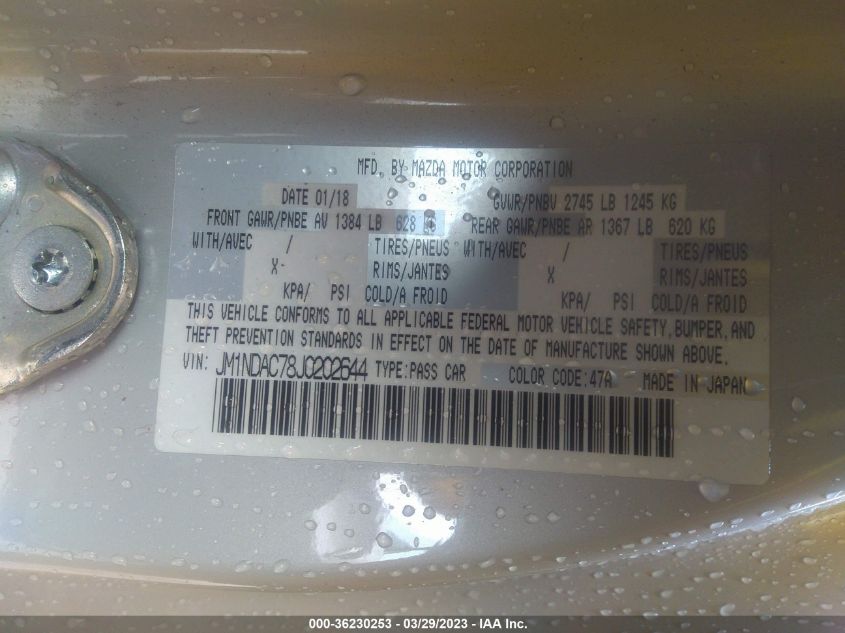 MFD. BY MAZDA MOTOR CORPORATION
DATE 01/18 GVWR/PNBV 2745 LB 1245 KG
FRONT GAWR/PNBE AV 1384 LB 628 REAR GAWR/PNBE AR 1367 LB 620 KG
WITH/AVEC / TIRES/PNEUS WITH/AVEC / TIRES/PNEUS
X- RIMS/JANTES X RIMS/JANTES
KPA/ PSI COLD/A FROID KPA/ PSI COLD/A FROID
THIS VEHICLE CONFORMS TO ALL APPLICABLE FEDERAL MOTOR VEHICLE SAFETY, BUMPER, AND
THEFT PREVENTION STANDARDS IN EFFECT ON THE DATE OF MANUFACTURE SHOWN ABOVE.
VIN: JM1NDAC78J0202644 TYPE:PASS CAR COLOR CODE:47A MADE IN JAPAN
000-36230253 - 03/29/2023 - IAA Inc.